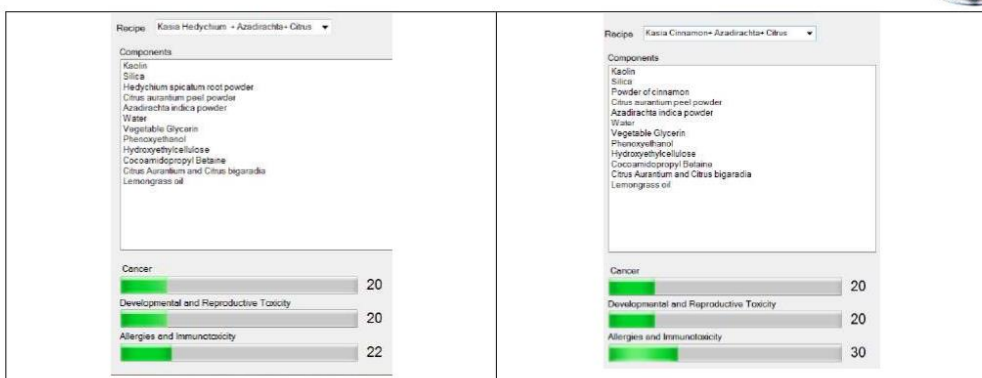 Recipe Kasia Hedychium + Azadirachta+ Citrus
Components
Kaolin
Silica
Hedychium spicatum root powder
Citrus aurantium peel powder
Azadirachta indica powder
Water
Vegetable Glycerin
Phenoxyethanol
Hydroxyethylcellulose
Cocoamidopropyl Betaine
Citrus Aurantium and Citrus bigaradia
Lemongrass oil
Cancer
20
Developmental and Reproductive Toxicity
20
Allergies and Immunotoxicity
22
Recipe Kasia Cinnamon+ Azadirachta+ Citrus
Components
Kaolin
Silica
Powder of cinnamon
Citrus aurantium peel powder
Azadirachta indica powder
Water
Vegetable Glycerin
Phenoxyethanol
Hydroxyethylcellulose
Cocoamidopropyl Betaine
Citrus Aurantium and Citrus bigaradia
Lemongrass oil
Cancer
20
Developmental and Reproductive Toxicity
20
Allergies and Immunotoxicity
30